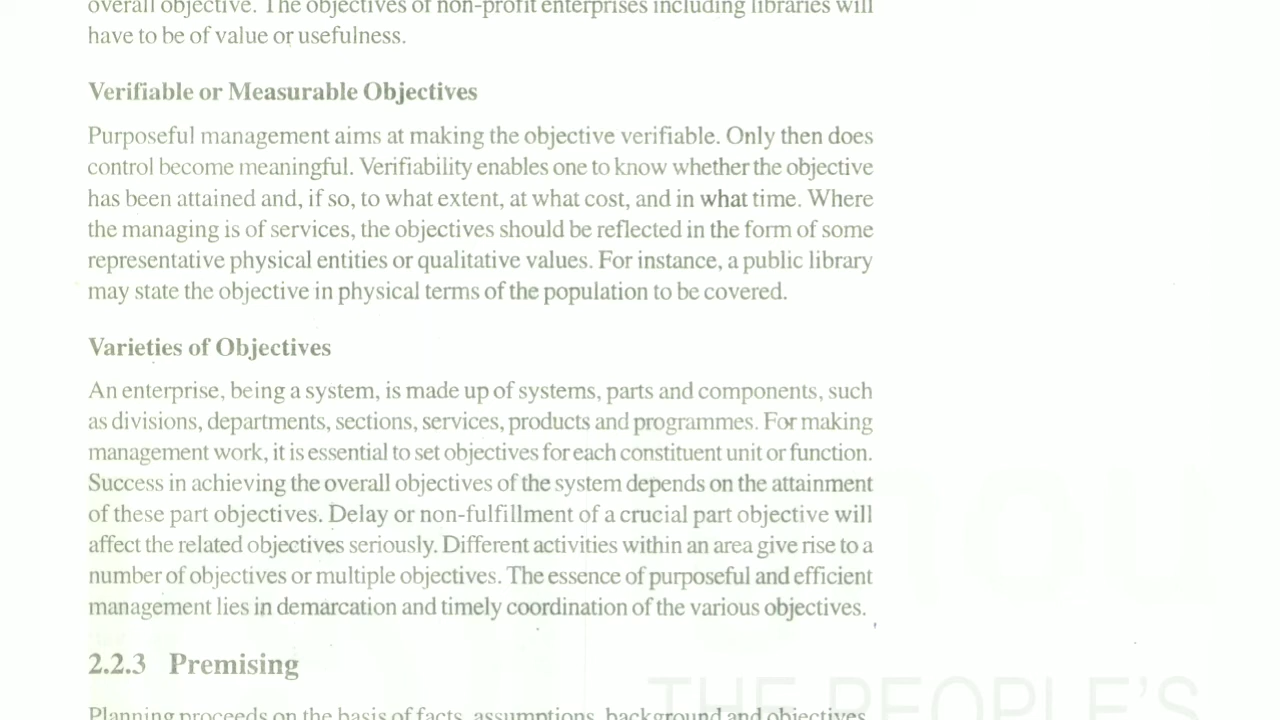 overall objective. The objectives of non-profit enterprises including libraries will
have to be of value or usefulness.
Verifiable or Measurable Objectives
Purposeful management aims at making the objective verifiable. Only then does
control become meaningful. Verifiability enables one to know whether the objective
has been attained and, if so, to what extent, at what cost, and in what time. Where
the managing is of services, the objectives should be reflected in the form of some
representative physical entities or qualitative values. For instance, a public library
may state the objective in physical terms of the population to be covered.
Varieties of Objectives
An enterprise, being a system, is made up of systems, parts and components, such
as divisions, departments, sections, services, products and programmes. For making
management work, it is essential to set objectives for each constituent unit or function.
Success in achieving the overall objectives of the system depends on the attainment
of these part objectives. Delay or non-fulfillment of a crucial part objective will
affect the related objectives seriously. Different activities within an area give rise to a
number of objectives or multiple objectives. The essence of purposeful and efficient
management lies in demarcation and timely coordination of the various objectives.
2.2.3 Premising
THE PEOPLE'S
Planning proceeds on the basis of facts, assumptions, background and objectives.